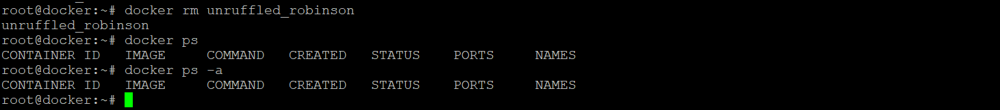 root@docker:~# docker rm unruffled_robinson
unruffled_robinson
root@docker:~# docker ps
CONTAINER ID   IMAGE     COMMAND   CREATED   STATUS    PORTS     NAMES
root@docker:~# docker ps -a
CONTAINER ID   IMAGE     COMMAND   CREATED   STATUS    PORTS     NAMES
root@docker:~#